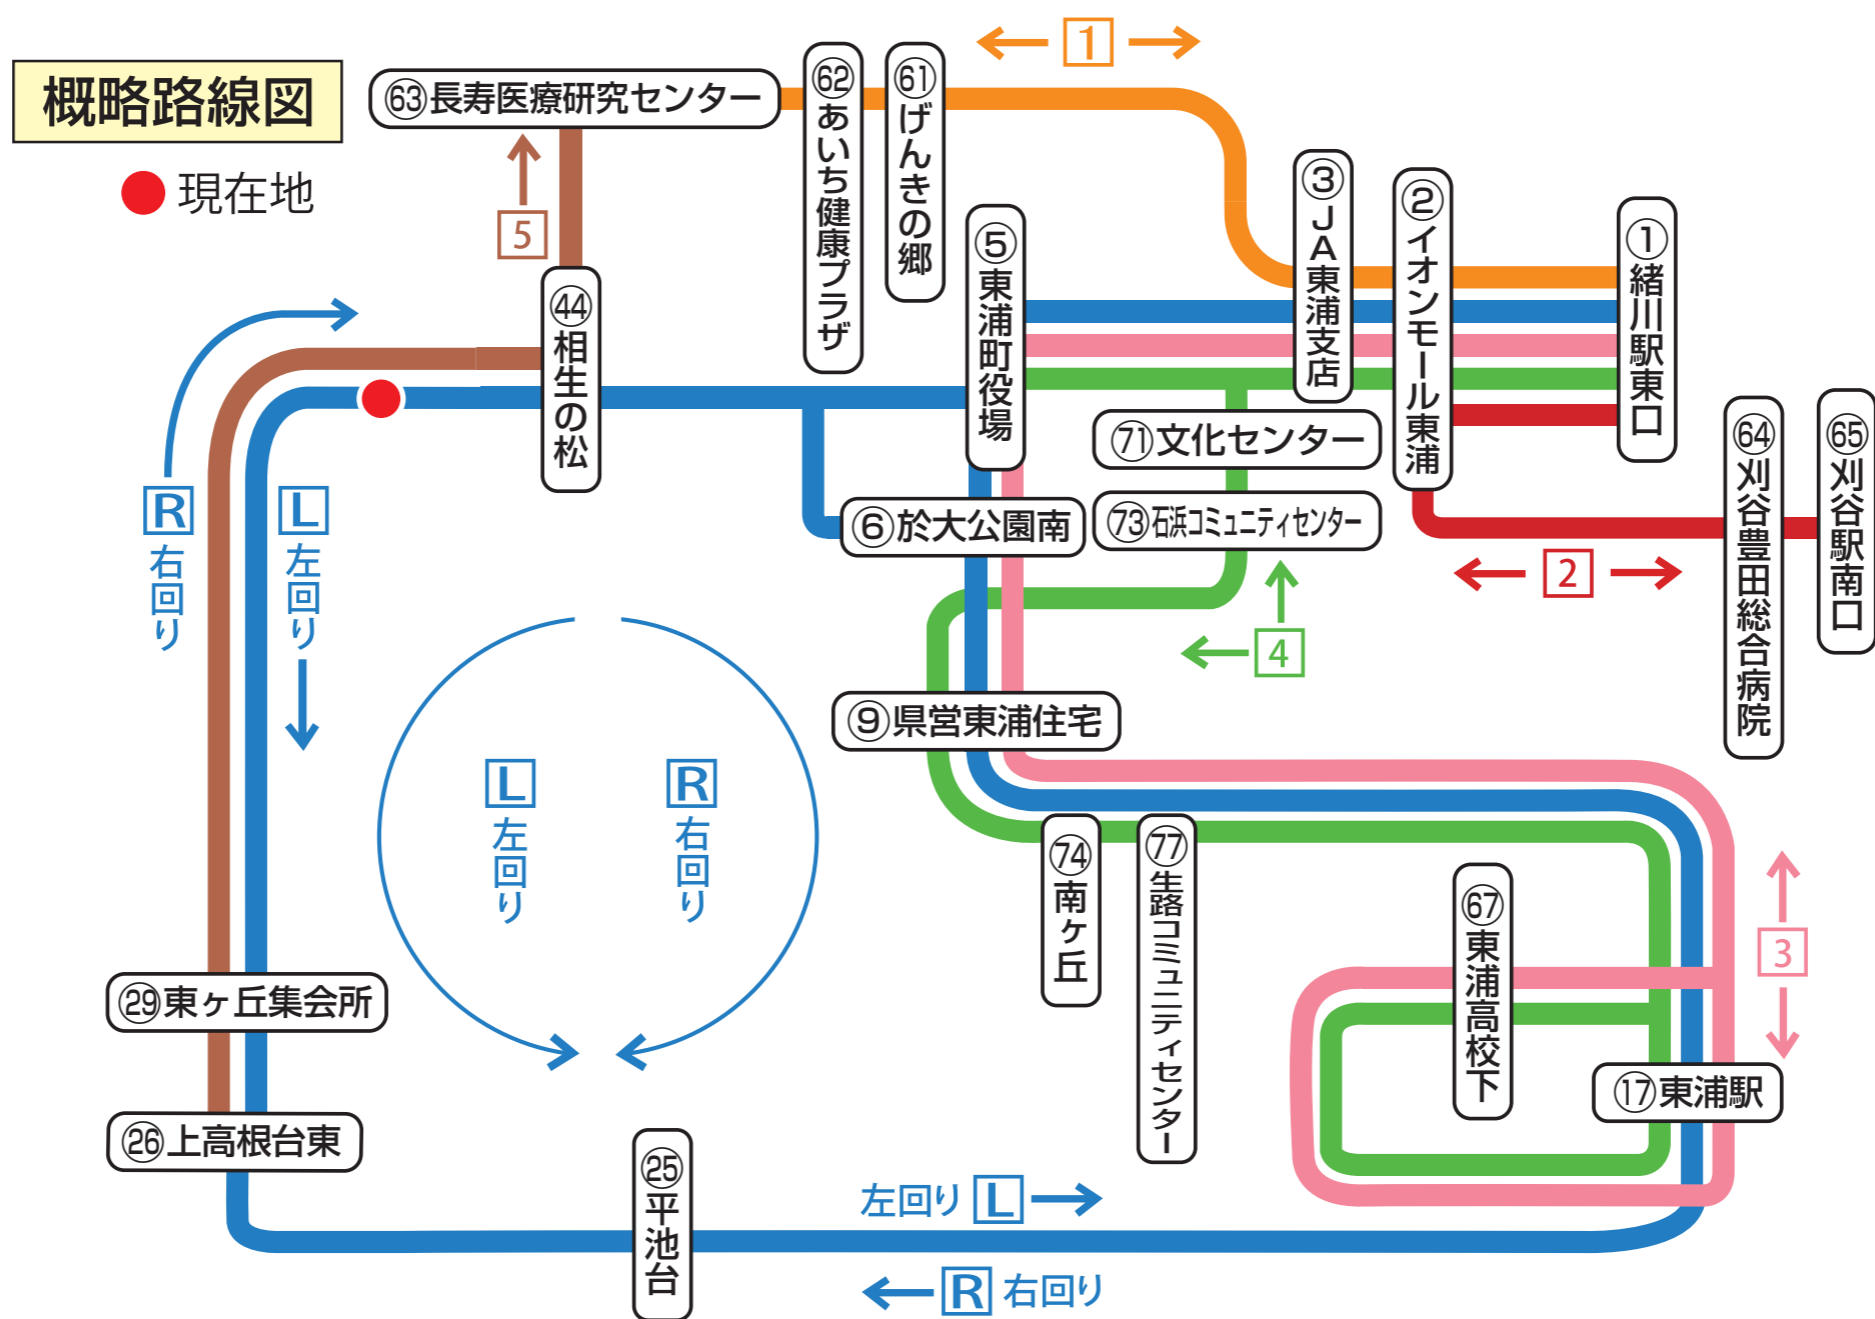 概略路線図
現在地
1
㊿長寿医療研究センター
㊽あいち健康プラザ
㊼げんきの郷
5
⑤東浦町役場
③JA東浦支店
②イオンモール東浦
①緒川駅東口
㊹相生の松
64刈谷豊田総合病院
65刈谷駅南口
71文化センター
R
右回り
L
左回り
⑥於大公園南
73石浜コミュニティセンター
2
4
⑨県営東浦住宅
L
左回り
R
右回り
74南ヶ丘
77生路コミュニティセンター
67東浦高校下
3
㉙東ヶ丘集会所
⑰東浦駅
㉖上高根台東
㉕平池台
左回り L
R 右回り